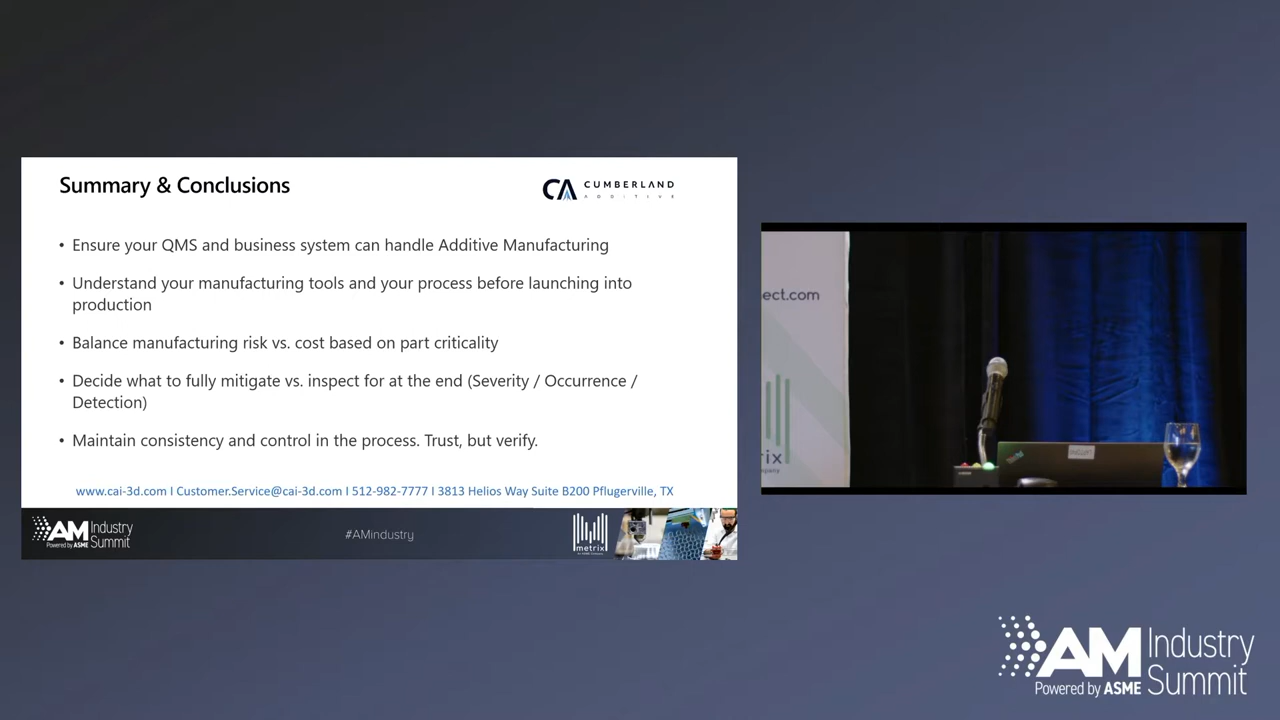 Summary & Conclusions
CA CUMBERLAND
ADDITIVE
• Ensure your QMS and business system can handle Additive Manufacturing
• Understand your manufacturing tools and your process before launching into
production
• Balance manufacturing risk vs. cost based on part criticality
• Decide what to fully mitigate vs. inspect for at the end (Severity / Occurrence /
Detection)
• Maintain consistency and control in the process. Trust, but verify.
www.cai-3d.com I Customer.Service@cai-3d.com I 512-982-7777 I 3813 Helios Way Suite B200 Pflugerville, TX
AM Industry
Summit
Powered by ASME
#AMindustry
metrix
ect.com
rix
mpany
AM Industry
Summit
Powered by ASME